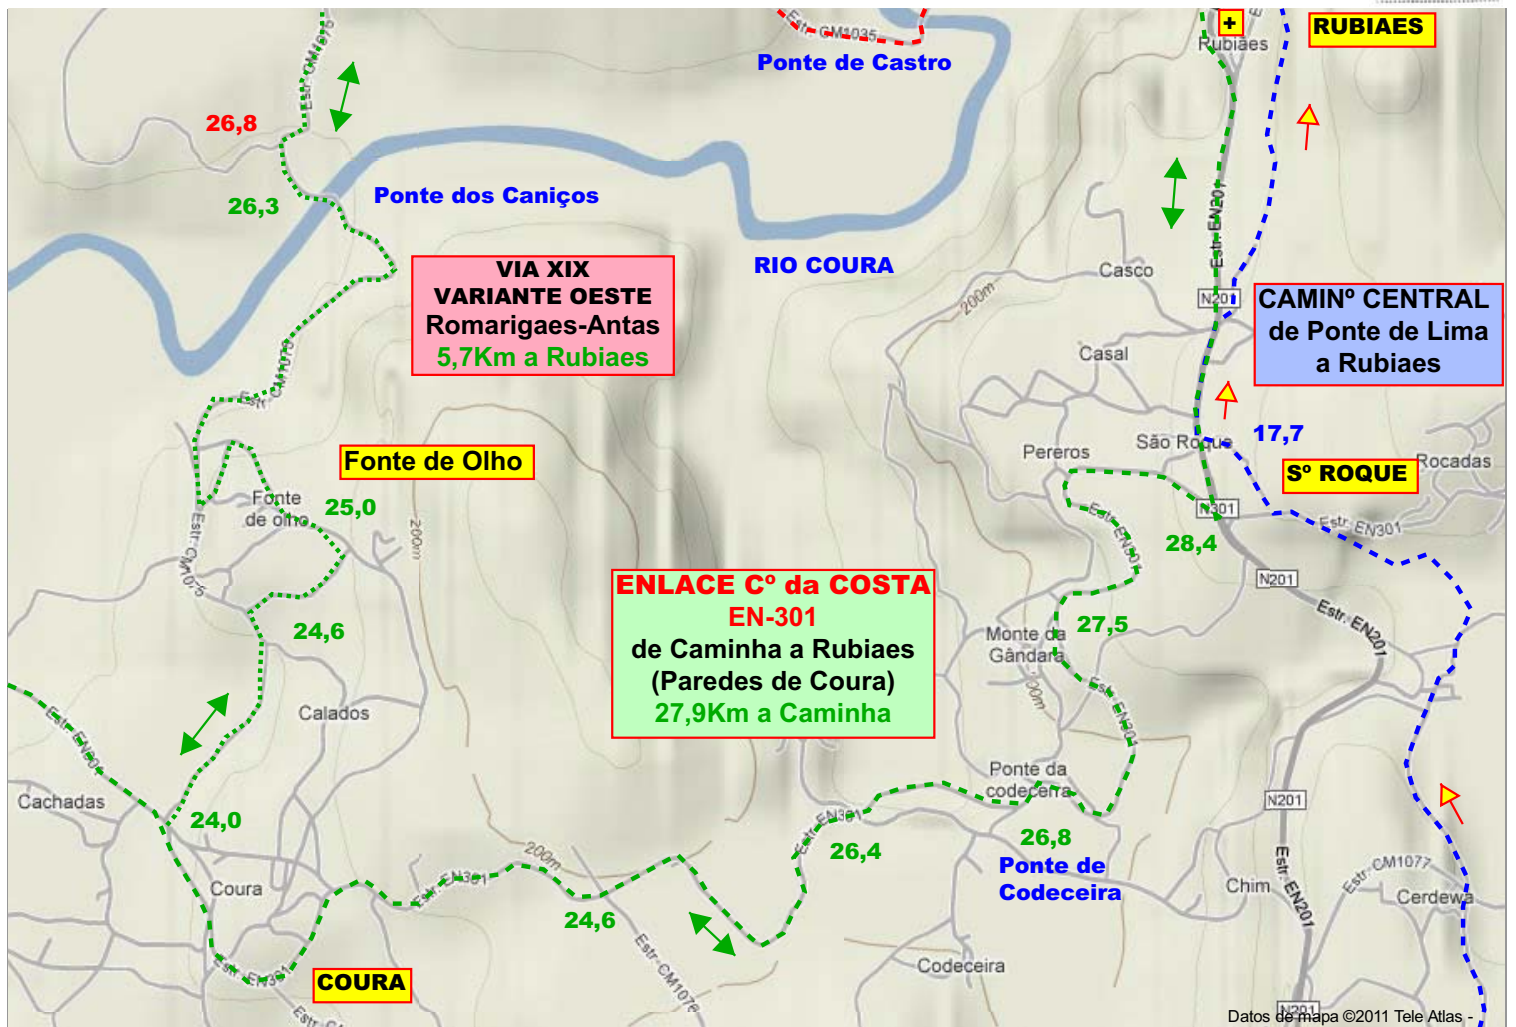 Estr. CM1075
26,8
26,3
Ponte dos Caniços
Estr. CM1035
Ponte de Castro
+
Rubiães
RUBIAES
RIO COURA
VIA XIX
VARIANTE OESTE
Romarigaes-Antas
5,7Km a Rubiaes
200m
Casco
Estr. EN201
N201
CAMINº CENTRAL
de Ponte de Lima
a Rubiaes
Casal
Estr. CM1075
Fonte de Olho
Pereros
São Roque
17,7
Sº ROQUE
Rocadas
Fonte
de olho
25,0
200m
Estr. CM1075
Estr. EN301
N301
28,4
Estr. EN301
N201
Estr. EN201
ENLACE Cº da COSTA
EN-301
de Caminha a Rubiaes
(Paredes de Coura)
27,9Km a Caminha
24,6
27,5
Monte da
Gândara
Estr. EN301
Calados
Estr. EN301
Cachadas
24,0
Ponte da
codeceira
N201
Estr. EN301
26,4
26,8
Ponte de
Codeceira
200m
Estr. EN301
Coura
24,6
Estr. CM1076
Estr. EN301
COURA
Codeceira
Chim
Estr. EN201
Estr. CM1077
Cerdewa
N201
Datos de mapa ©2011 Tele Atlas -